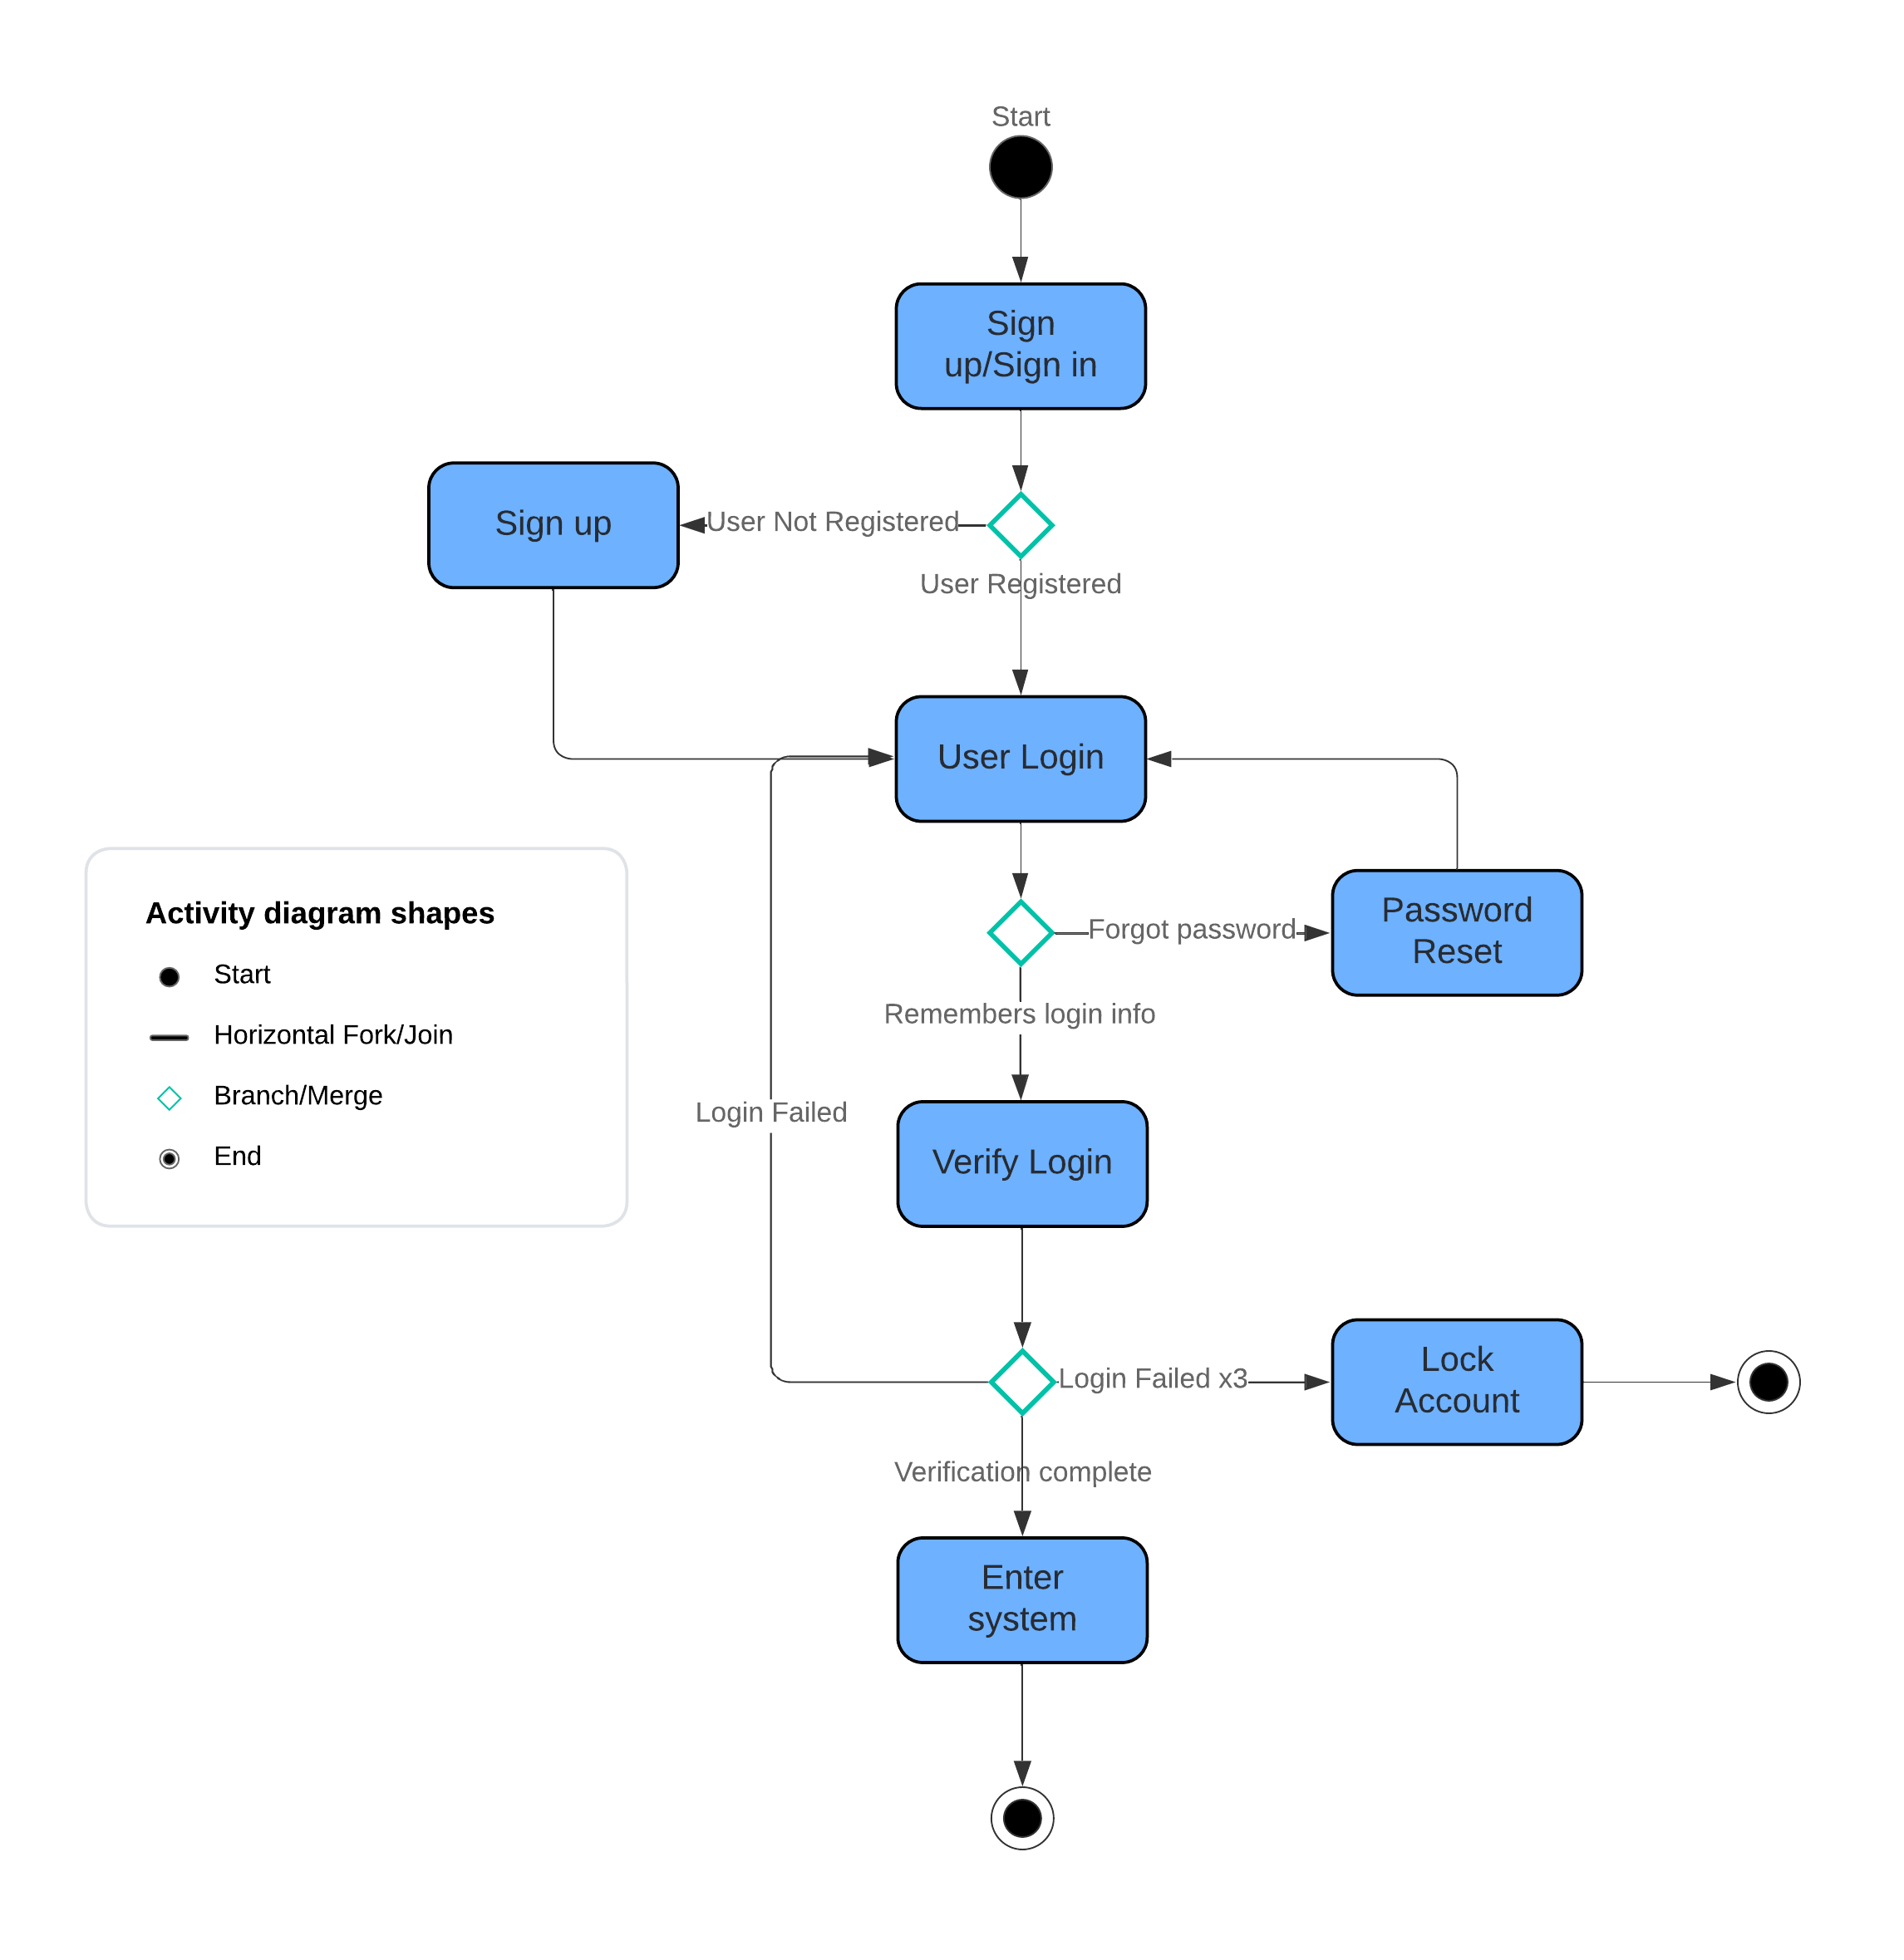 Start
Sign
up/Sign in
Sign up
User Not Registered
User Registered
User Login
Forgot password
Password
Reset
Remembers login info
Activity diagram shapes
Start
Horizontal Fork/Join
Branch/Merge
End
Login Failed
Verify Login
Login Failed x3
Lock
Account
Verification complete
Enter
system